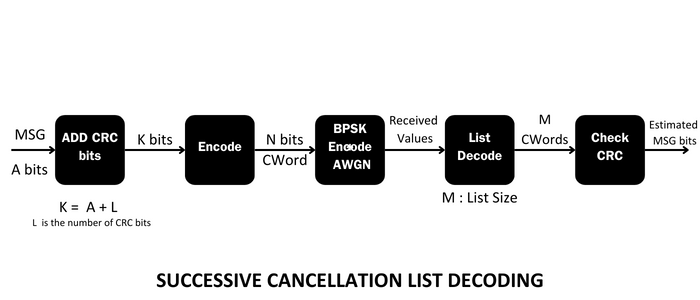 MSG
A bits
ADD CRC
bits
K = A + L
L is the number of CRC bits
K bits
Encode
N bits
CWord
BPSK
Encode
AWGN
Received
Values
List
Decode
M : List Size
M
CWords
Check
CRC
Estimated
MSG bits
SUCCESSIVE CANCELLATION LIST DECODING